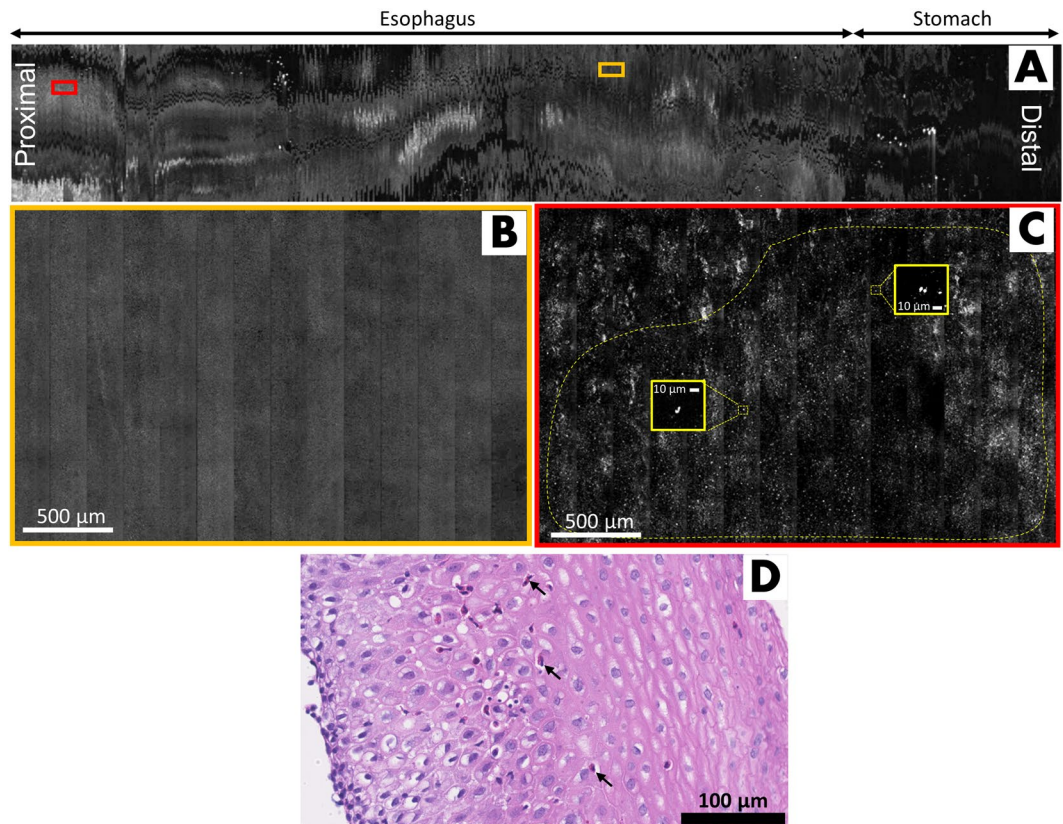 Esophagus
Stomach
Proximal
Distal
A
B
500 µm
C
10 µm
10 µm
500 µm
D
100 µm